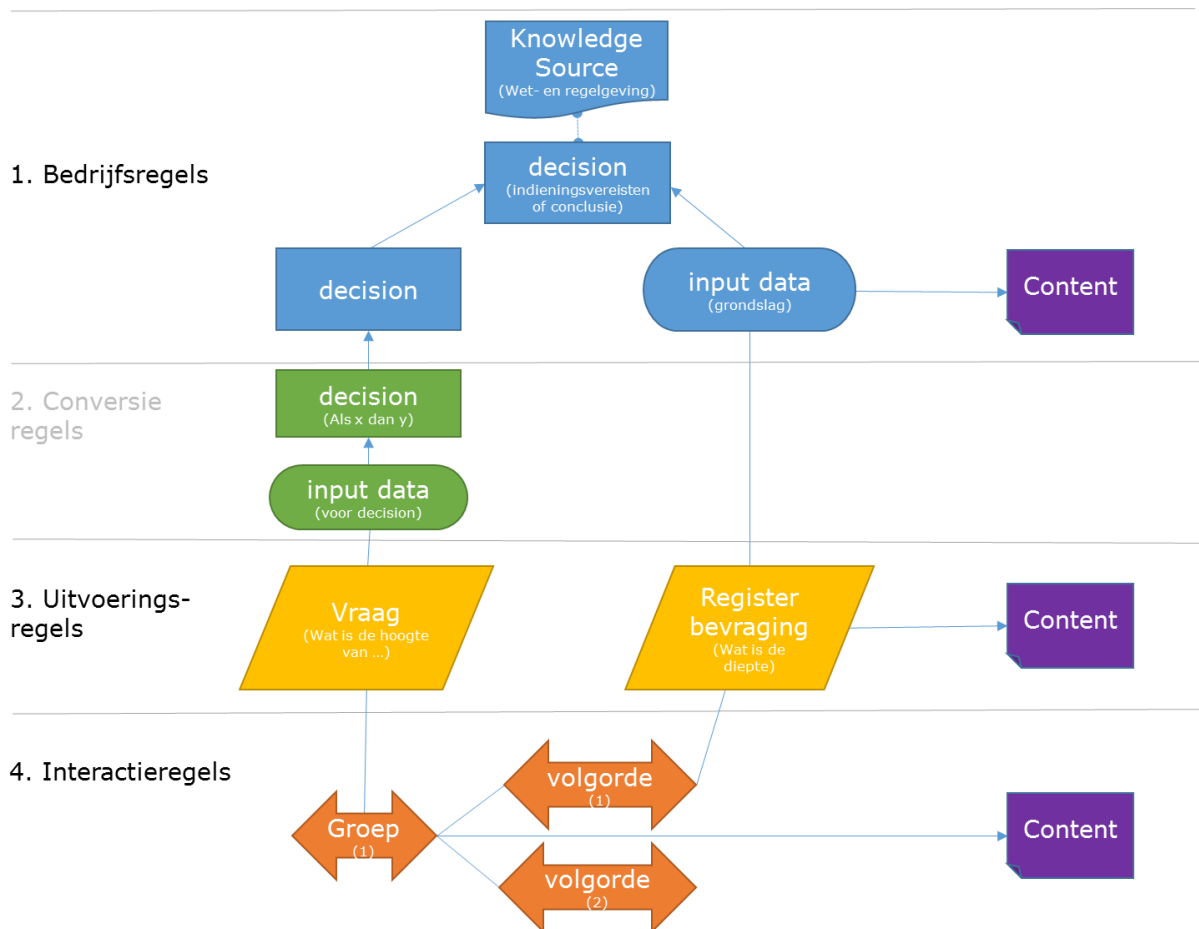 Knowledge
Source
(Wet- en regelgeving)
1. Bedrijfsregels
decision
(indieningsvereisten
of conclusie)
decision
input data
(grondslag)
Content
2. Conversie
regels
decision
(Als x dan y)
input data
(voor decision)
3. Uitvoerings-
regels
Vraag
(Wat is de hoogte
van ...)
Register
bevraging
(Wat is de
diepte)
Content
4. Interactieregels
volgorde
(1)
Groep
(1)
Content
volgorde
(2)